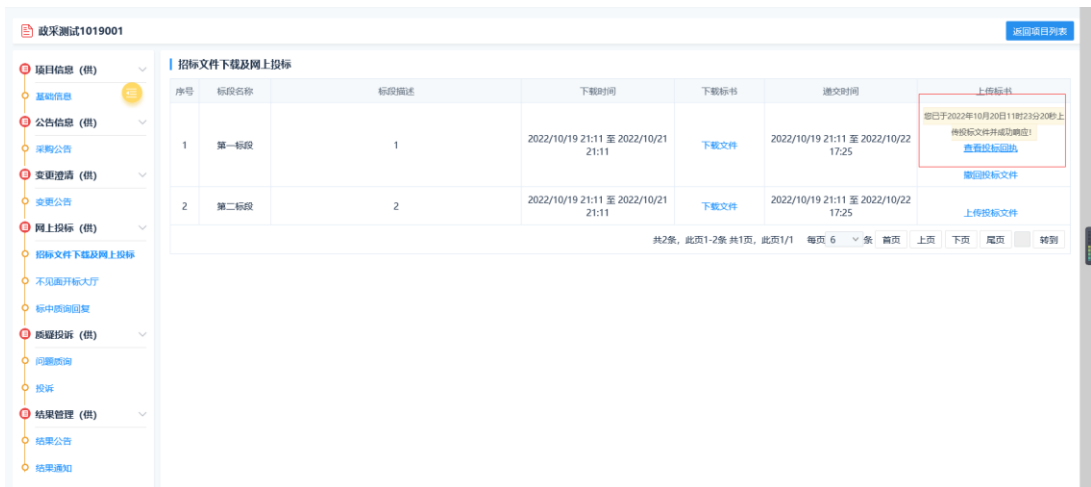 政采测试1019001
返回项目列表
项目信息（供）
基础信息
公告信息（供）
采购公告
变更澄清（供）
变更公告
网上投标（供）
招标文件下载及网上投标
不见面开标大厅
标中质询回复
质疑投诉（供）
问题质询
投诉
结果管理（供）
结果公告
结果通知
招标文件下载及网上投标
序号 标段名称 标段描述 下载时间 下载标书 递交时间 上传标书
1 第一标段 1 2022/10/19 21:11 至 2022/10/21
21:11
下载文件
2022/10/19 21:11 至 2022/10/22
17:25
您已于2022年10月20日11时23分20秒上
传投标文件并成功响应！
查看投标回执
撤回投标文件
2 第二标段 2 2022/10/19 21:11 至 2022/10/21
21:11
下载文件
2022/10/19 21:11 至 2022/10/22
17:25
上传投标文件
共2条，此页1-2条 共1页，此页1/1 每页 6 条 首页 上页 下页 尾页 转到